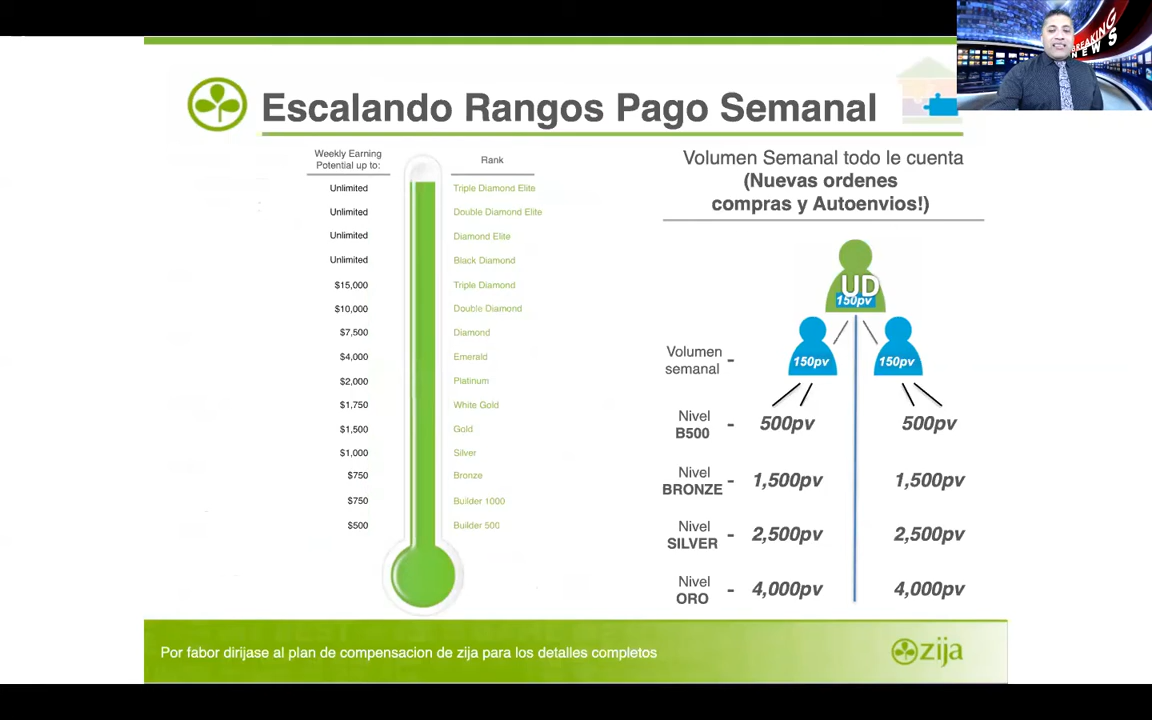 BREAKING
NEWS
Escalando Rangos Pago Semanal
Weekly Earning
Potential up to:
Rank
Unlimited
Triple Diamond Elite
Unlimited
Double Diamond Elite
Unlimited
Diamond Elite
Unlimited
Black Diamond
$15,000
Triple Diamond
$10,000
Double Diamond
$7,500
Diamond
$4,000
Emerald
$2,000
Platinum
$1,750
White Gold
$1,500
Gold
$1,000
Silver
$750
Bronze
$750
Builder 1000
$500
Builder 500
Volumen Semanal todo le cuenta
(Nuevas ordenes
compras y Autoenvios!)
UD
150pv
Volumen
semanal -
150pv
150pv
Nivel
B500 - 500pv 500pv
Nivel
BRONZE - 1,500pv 1,500pv
Nivel
SILVER - 2,500pv 2,500pv
Nivel
ORO - 4,000pv 4,000pv
Por fabor dirijase al plan de compensacion de zija para los detalles completos
zija